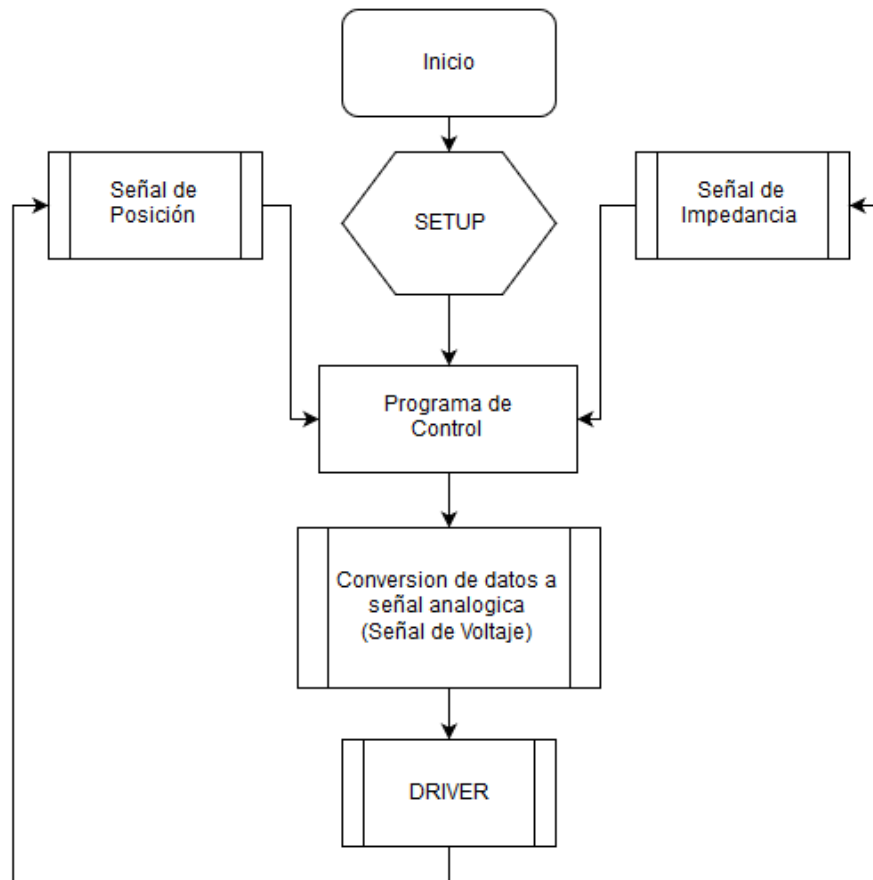 Inicio
Señal de
Posición
SETUP
Señal de
Impedancia
Programa de
Control
Conversion de datos a
señal analogica
(Señal de Voltaje)
DRIVER